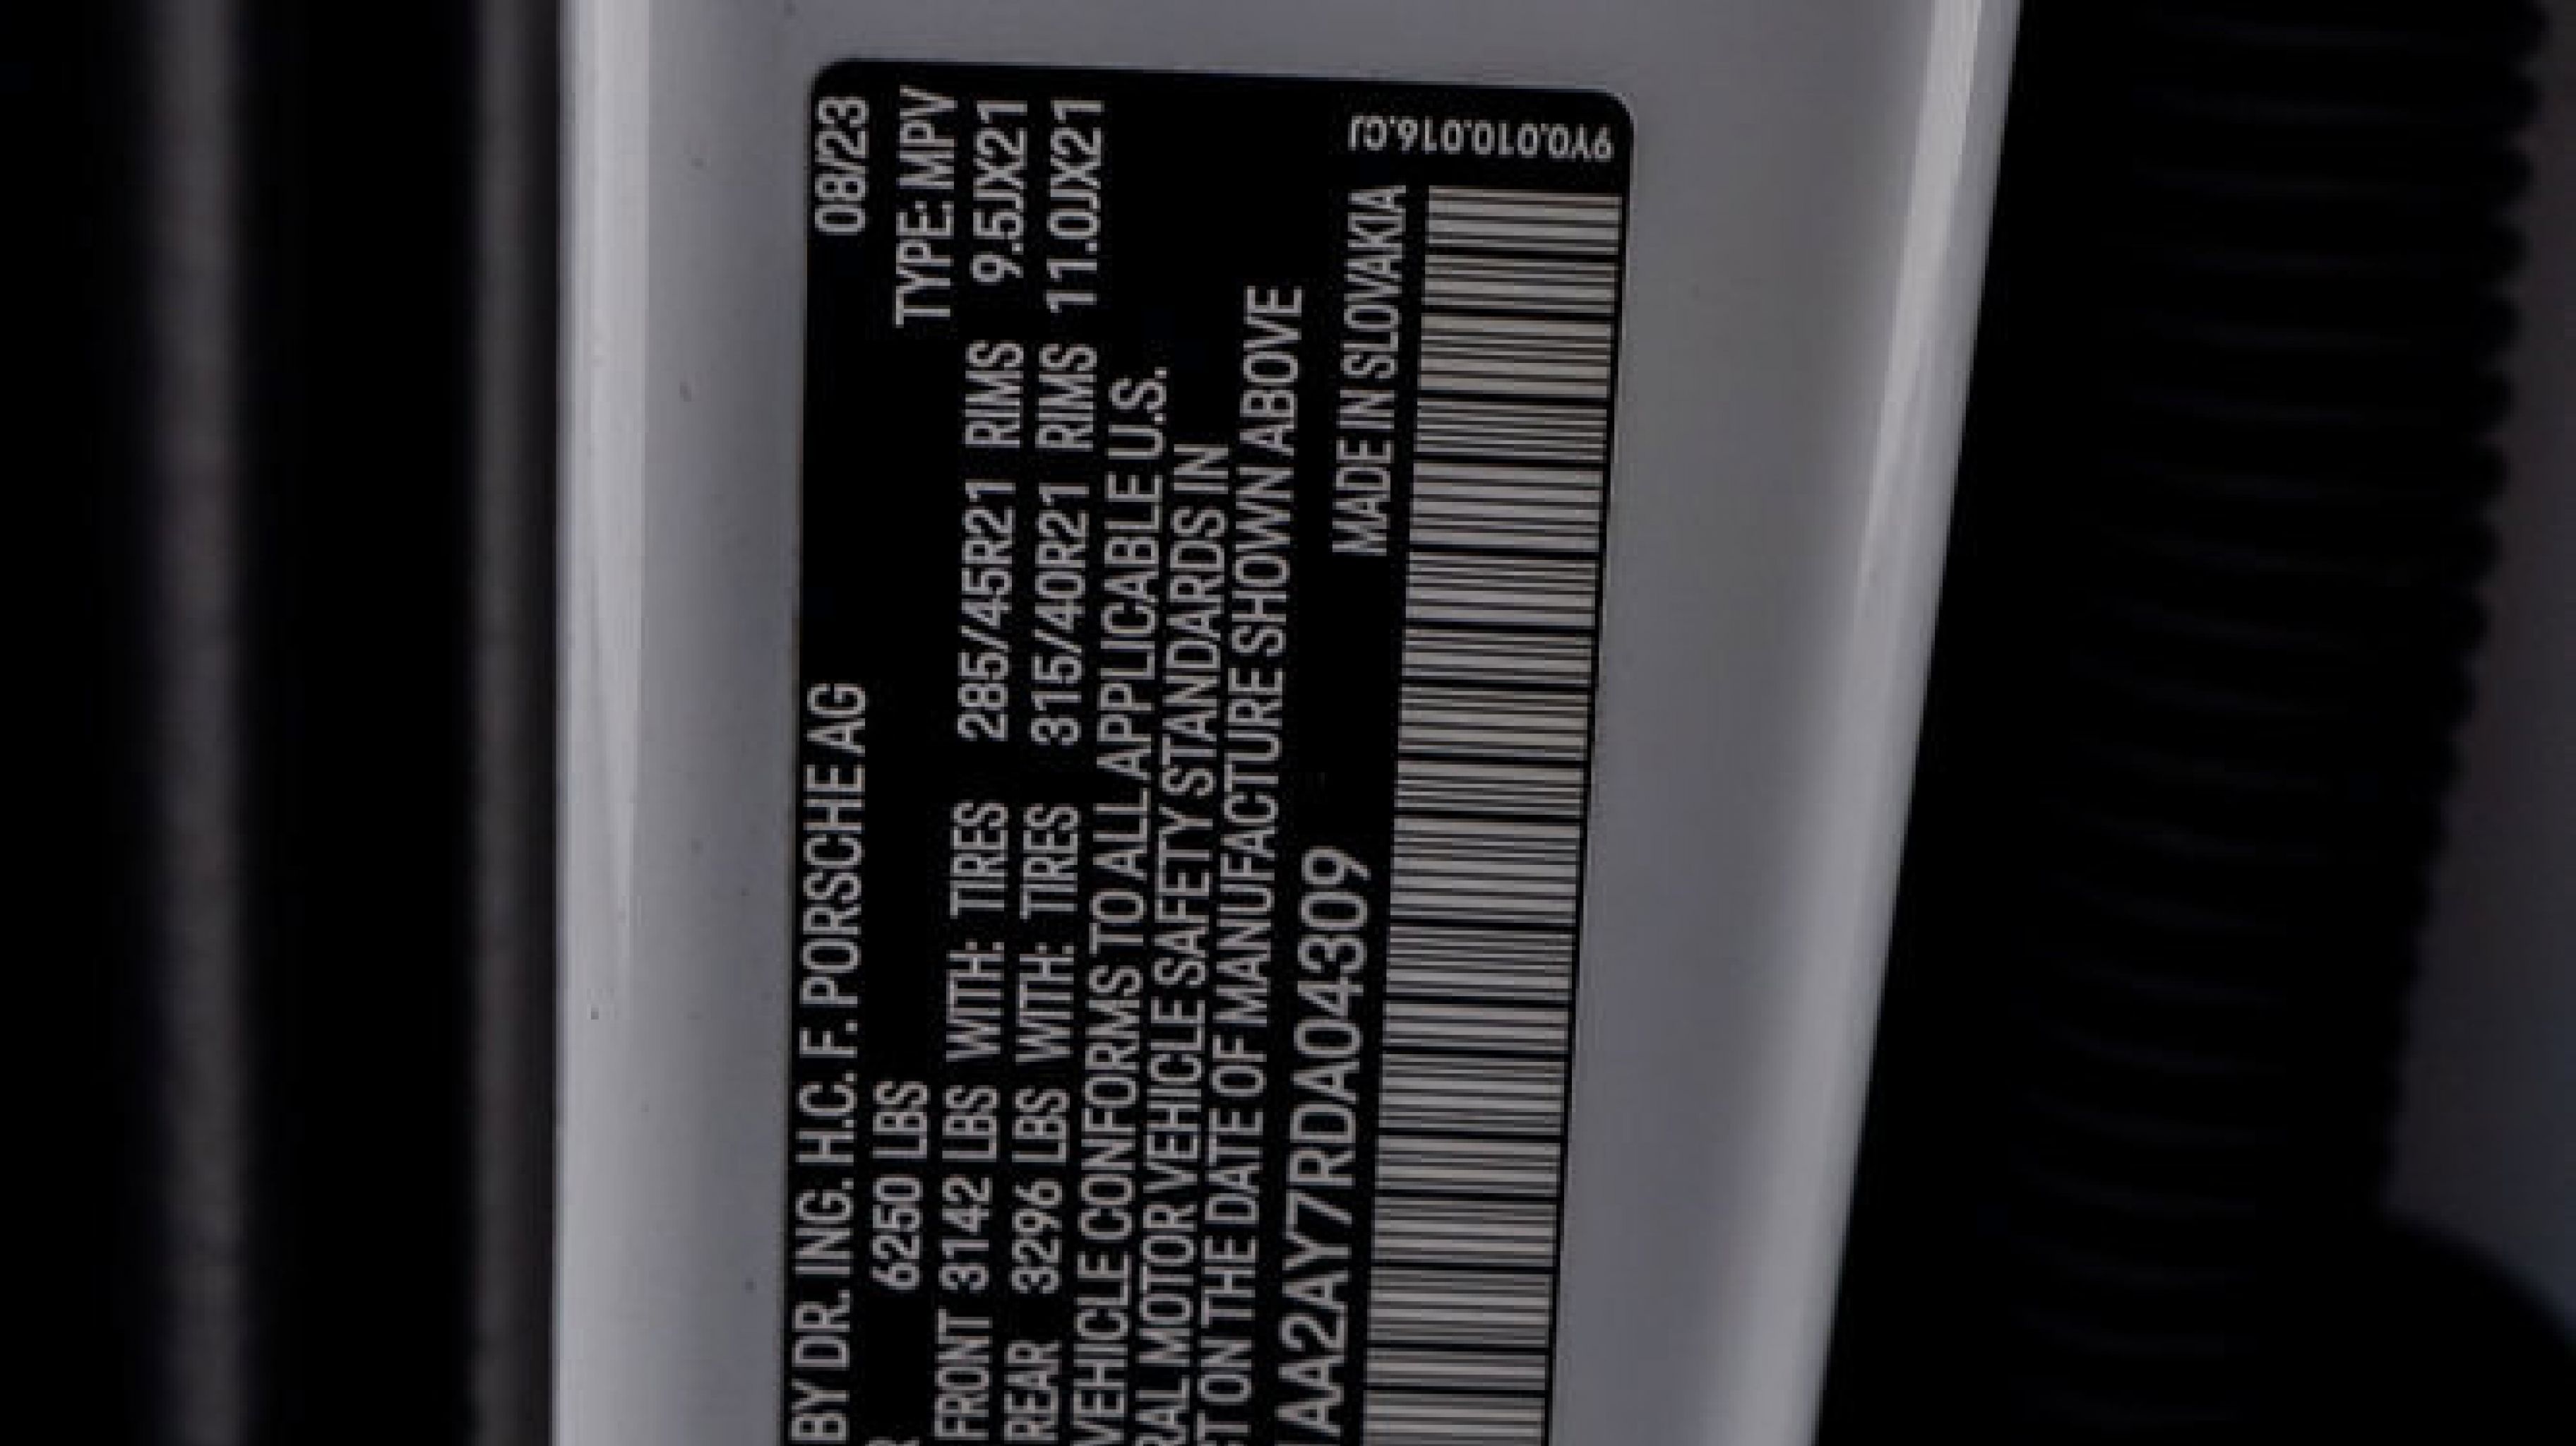 BY DR. ING. H.C. F. PORSCHE AG 08/23
6250 LBS TYPE: MPV
FRONT 3142 LBS WITH: TIRES 285/45R21 RIMS 9.5JX21
REAR 3296 LBS WITH: TIRES 315/40R21 RIMS 11.0JX21
VEHICLE CONFORMS TO ALL APPLICABLE U.S.
RAL MOTOR VEHICLE SAFETY STANDARDS IN
CT ON THE DATE OF MANUFACTURE SHOWN ABOVE
AA2AY7RDA04309 MADE IN SLOVAKIA
9Y0.010.016.CJ